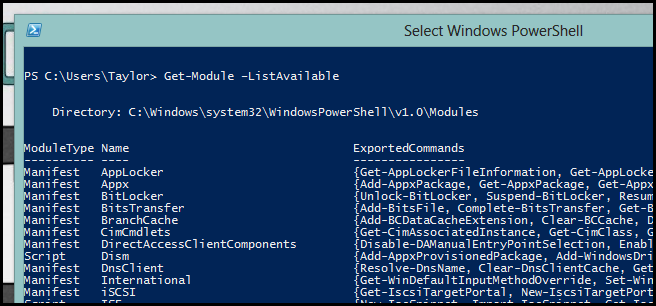 Select Windows PowerShell
PS C:\Users\Taylor> Get-Module -ListAvailable
Directory: C:\Windows\system32\WindowsPowerShell\v1.0\Modules
ModuleType Name ExportedCommands
---------- ---- ----------------
Manifest AppLocker {Get-AppLockerFileInformation, Get-AppLocke
Manifest Appx {Add-AppxPackage, Get-AppxPackage, Get-Appx
Manifest BitLocker {Unlock-BitLocker, Suspend-BitLocker, Resum
Manifest BitsTransfer {Add-BitsFile, Complete-BitsTransfer, Get-B
Manifest BranchCache {Add-BCDataCacheExtension, Clear-BCCache, D
Manifest CimCmdlets {Get-CimAssociatedInstance, Get-CimClass, G
Manifest DirectAccessClientComponents {Disable-DAManualEntryPointSelection, Enabl
Script Dism {Add-AppxProvisionedPackage, Add-WindowsDri
Manifest DnsClient {Resolve-DnsName, Clear-DnsClientCache, Get
Manifest International {Get-WinDefaultInputMethodOverride, Set-Win
Manifest iSCSI {Get-IscsiTargetPortal, New-IscsiTargetPort